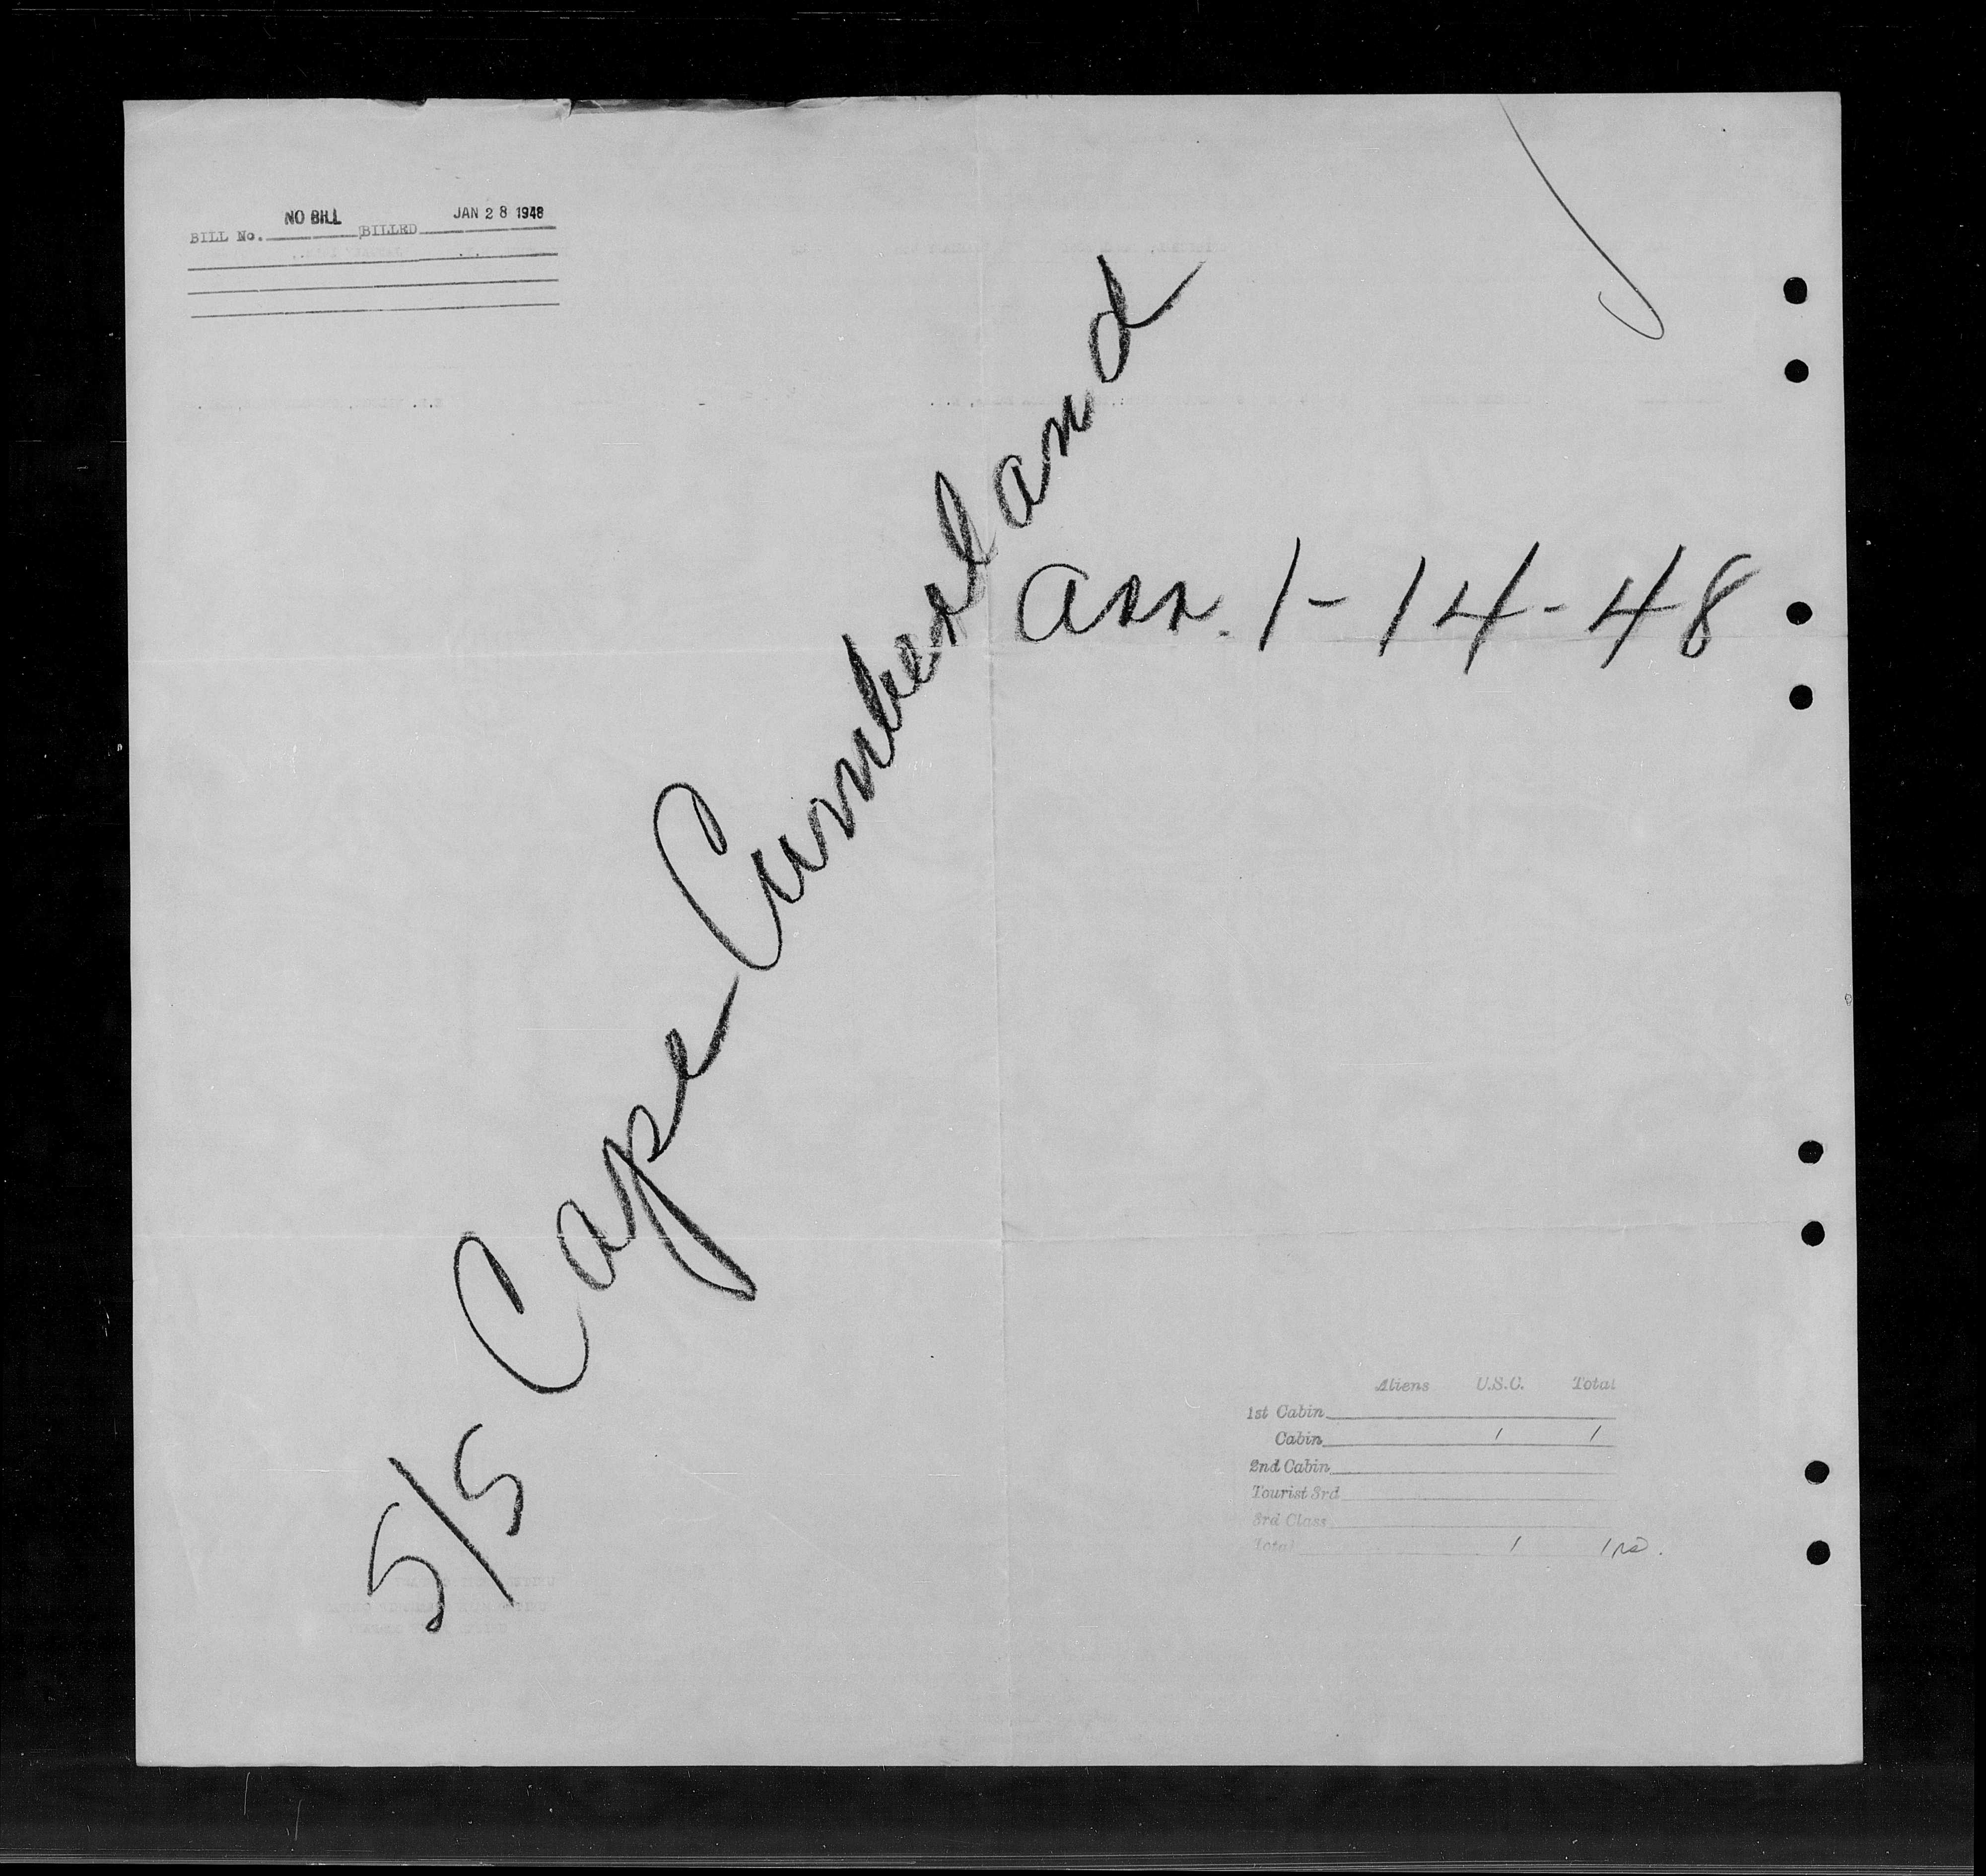 NO BILL JAN 28 1948
BILL No. BILLED
S/S Cape Cumberland
arr. 1-14-48
Aliens U.S.C. Total
1st Cabin
Cabin 1 1
2nd Cabin
Tourist 3rd
3rd Class
Total 1 1